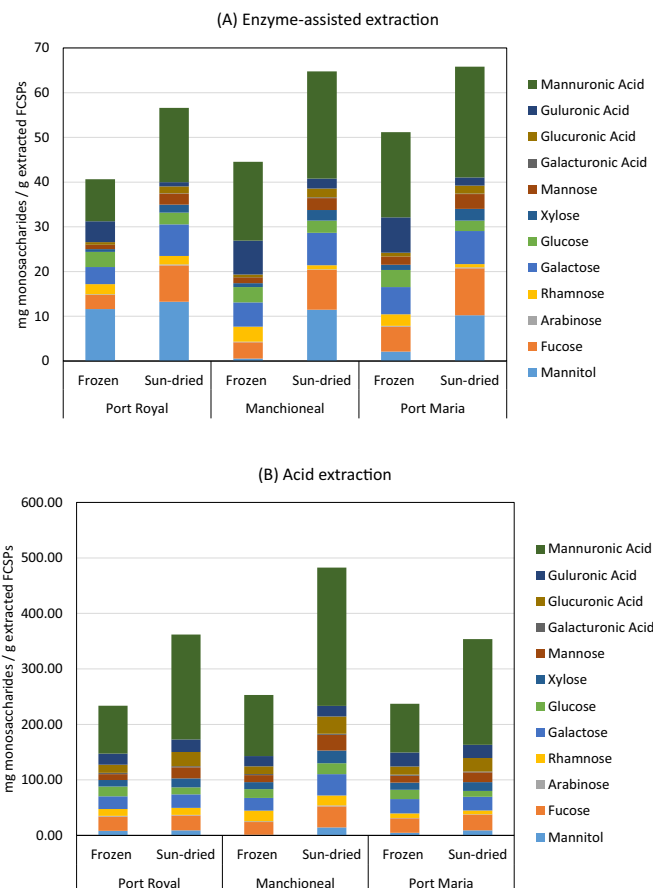 (A) Enzyme-assisted extraction
mg monosaccharides / g extracted FCSPs
70
60
50
40
30
20
10
0
Frozen Sun-dried Frozen Sun-dried Frozen Sun-dried
Port Royal Manchioneal Port Maria
Mannuronic Acid
Guluronic Acid
Glucuronic Acid
Galacturonic Acid
Mannose
Xylose
Glucose
Galactose
Rhamnose
Arabinose
Fucose
Mannitol
(B) Acid extraction
mg monosaccharides / g extracted FCSPs
600.00
500.00
400.00
300.00
200.00
100.00
0.00
Frozen Sun-dried Frozen Sun-dried Frozen Sun-dried
Port Royal Manchioneal Port Maria
Mannuronic Acid
Guluronic Acid
Glucuronic Acid
Galacturonic Acid
Mannose
Xylose
Glucose
Galactose
Rhamnose
Arabinose
Fucose
Mannitol